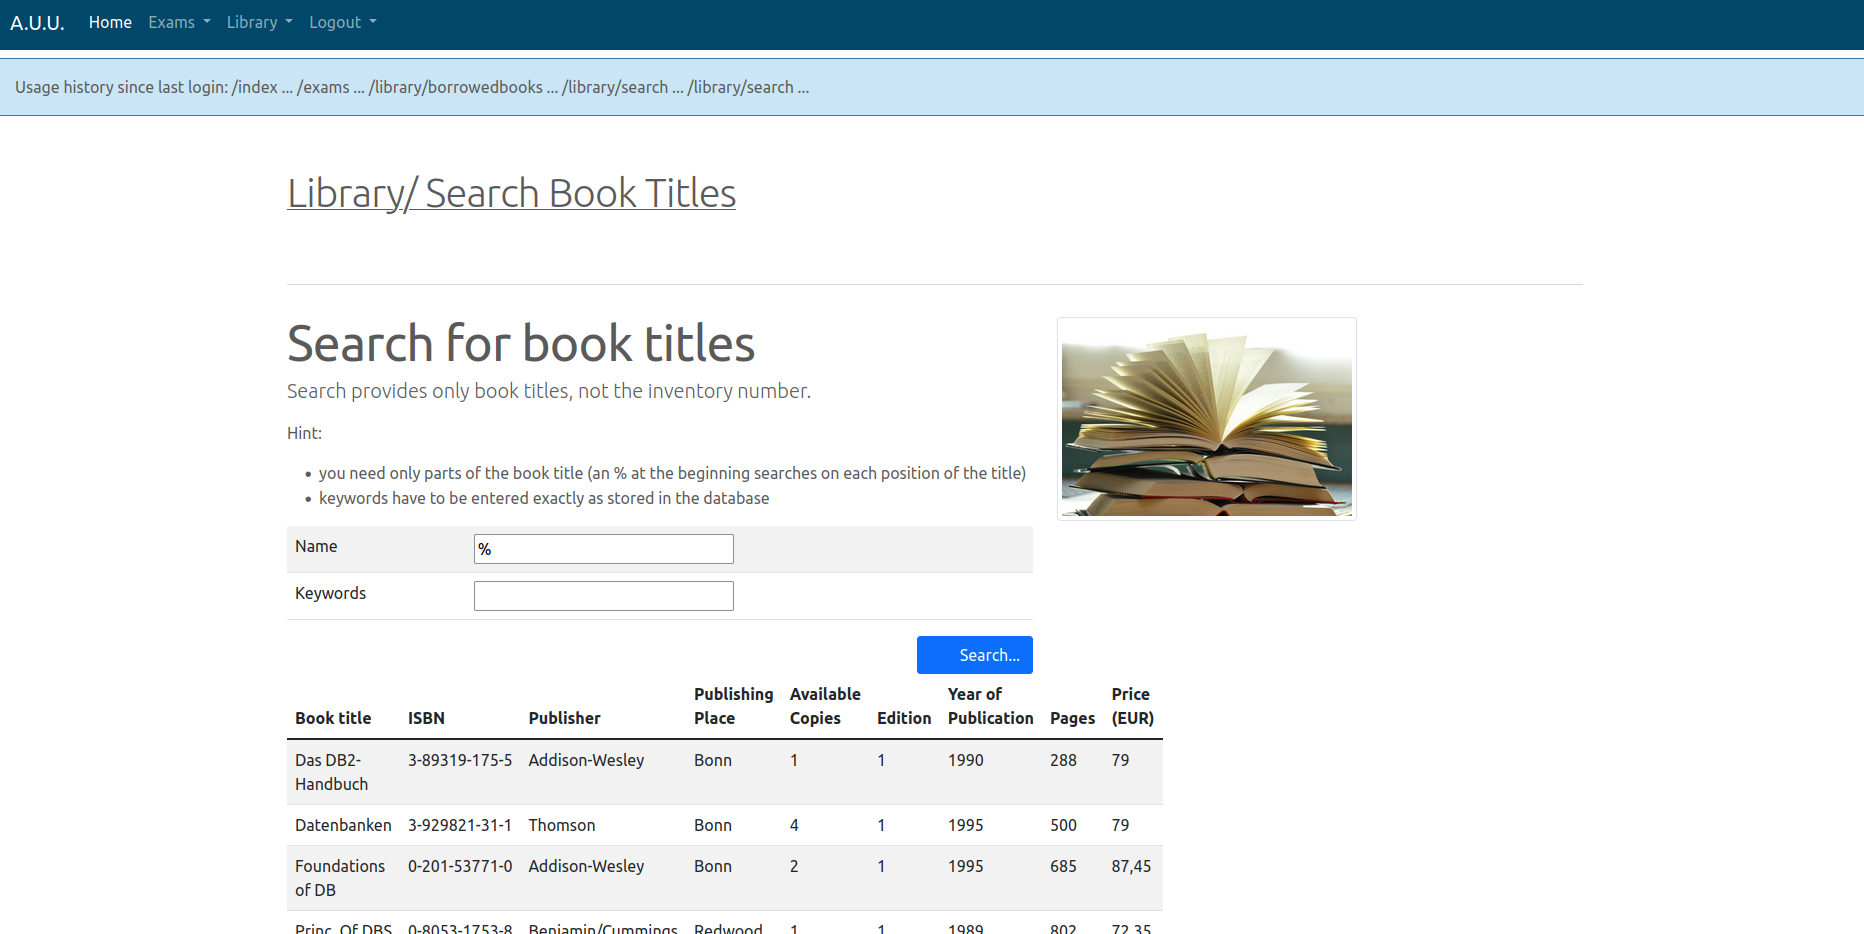 A.U.U. Home Exams Library Logout
Usage history since last login: /index ... /exams ... /library/borrowedbooks ... /library/search ... /library/search ...
Library/ Search Book Titles
Search for book titles
Search provides only book titles, not the inventory number.
Hint:
• you need only parts of the book title (an % at the beginning searches on each position of the title)
• keywords have to be entered exactly as stored in the database
Name %
Keywords
Search...
Book title ISBN Publisher Publishing Place Available Copies Edition Year of Publication Pages Price (EUR)
Das DB2-Handbuch 3-89319-175-5 Addison-Wesley Bonn 1 1 1990 288 79
Datenbanken 3-929821-31-1 Thomson Bonn 4 1 1995 500 79
Foundations of DB 0-201-53771-0 Addison-Wesley Bonn 2 1 1995 685 87,45
Princ. Of DBS 0-8053-1753-8 Benjamin/Cummings Redwood 1 1 1989 802 72,35